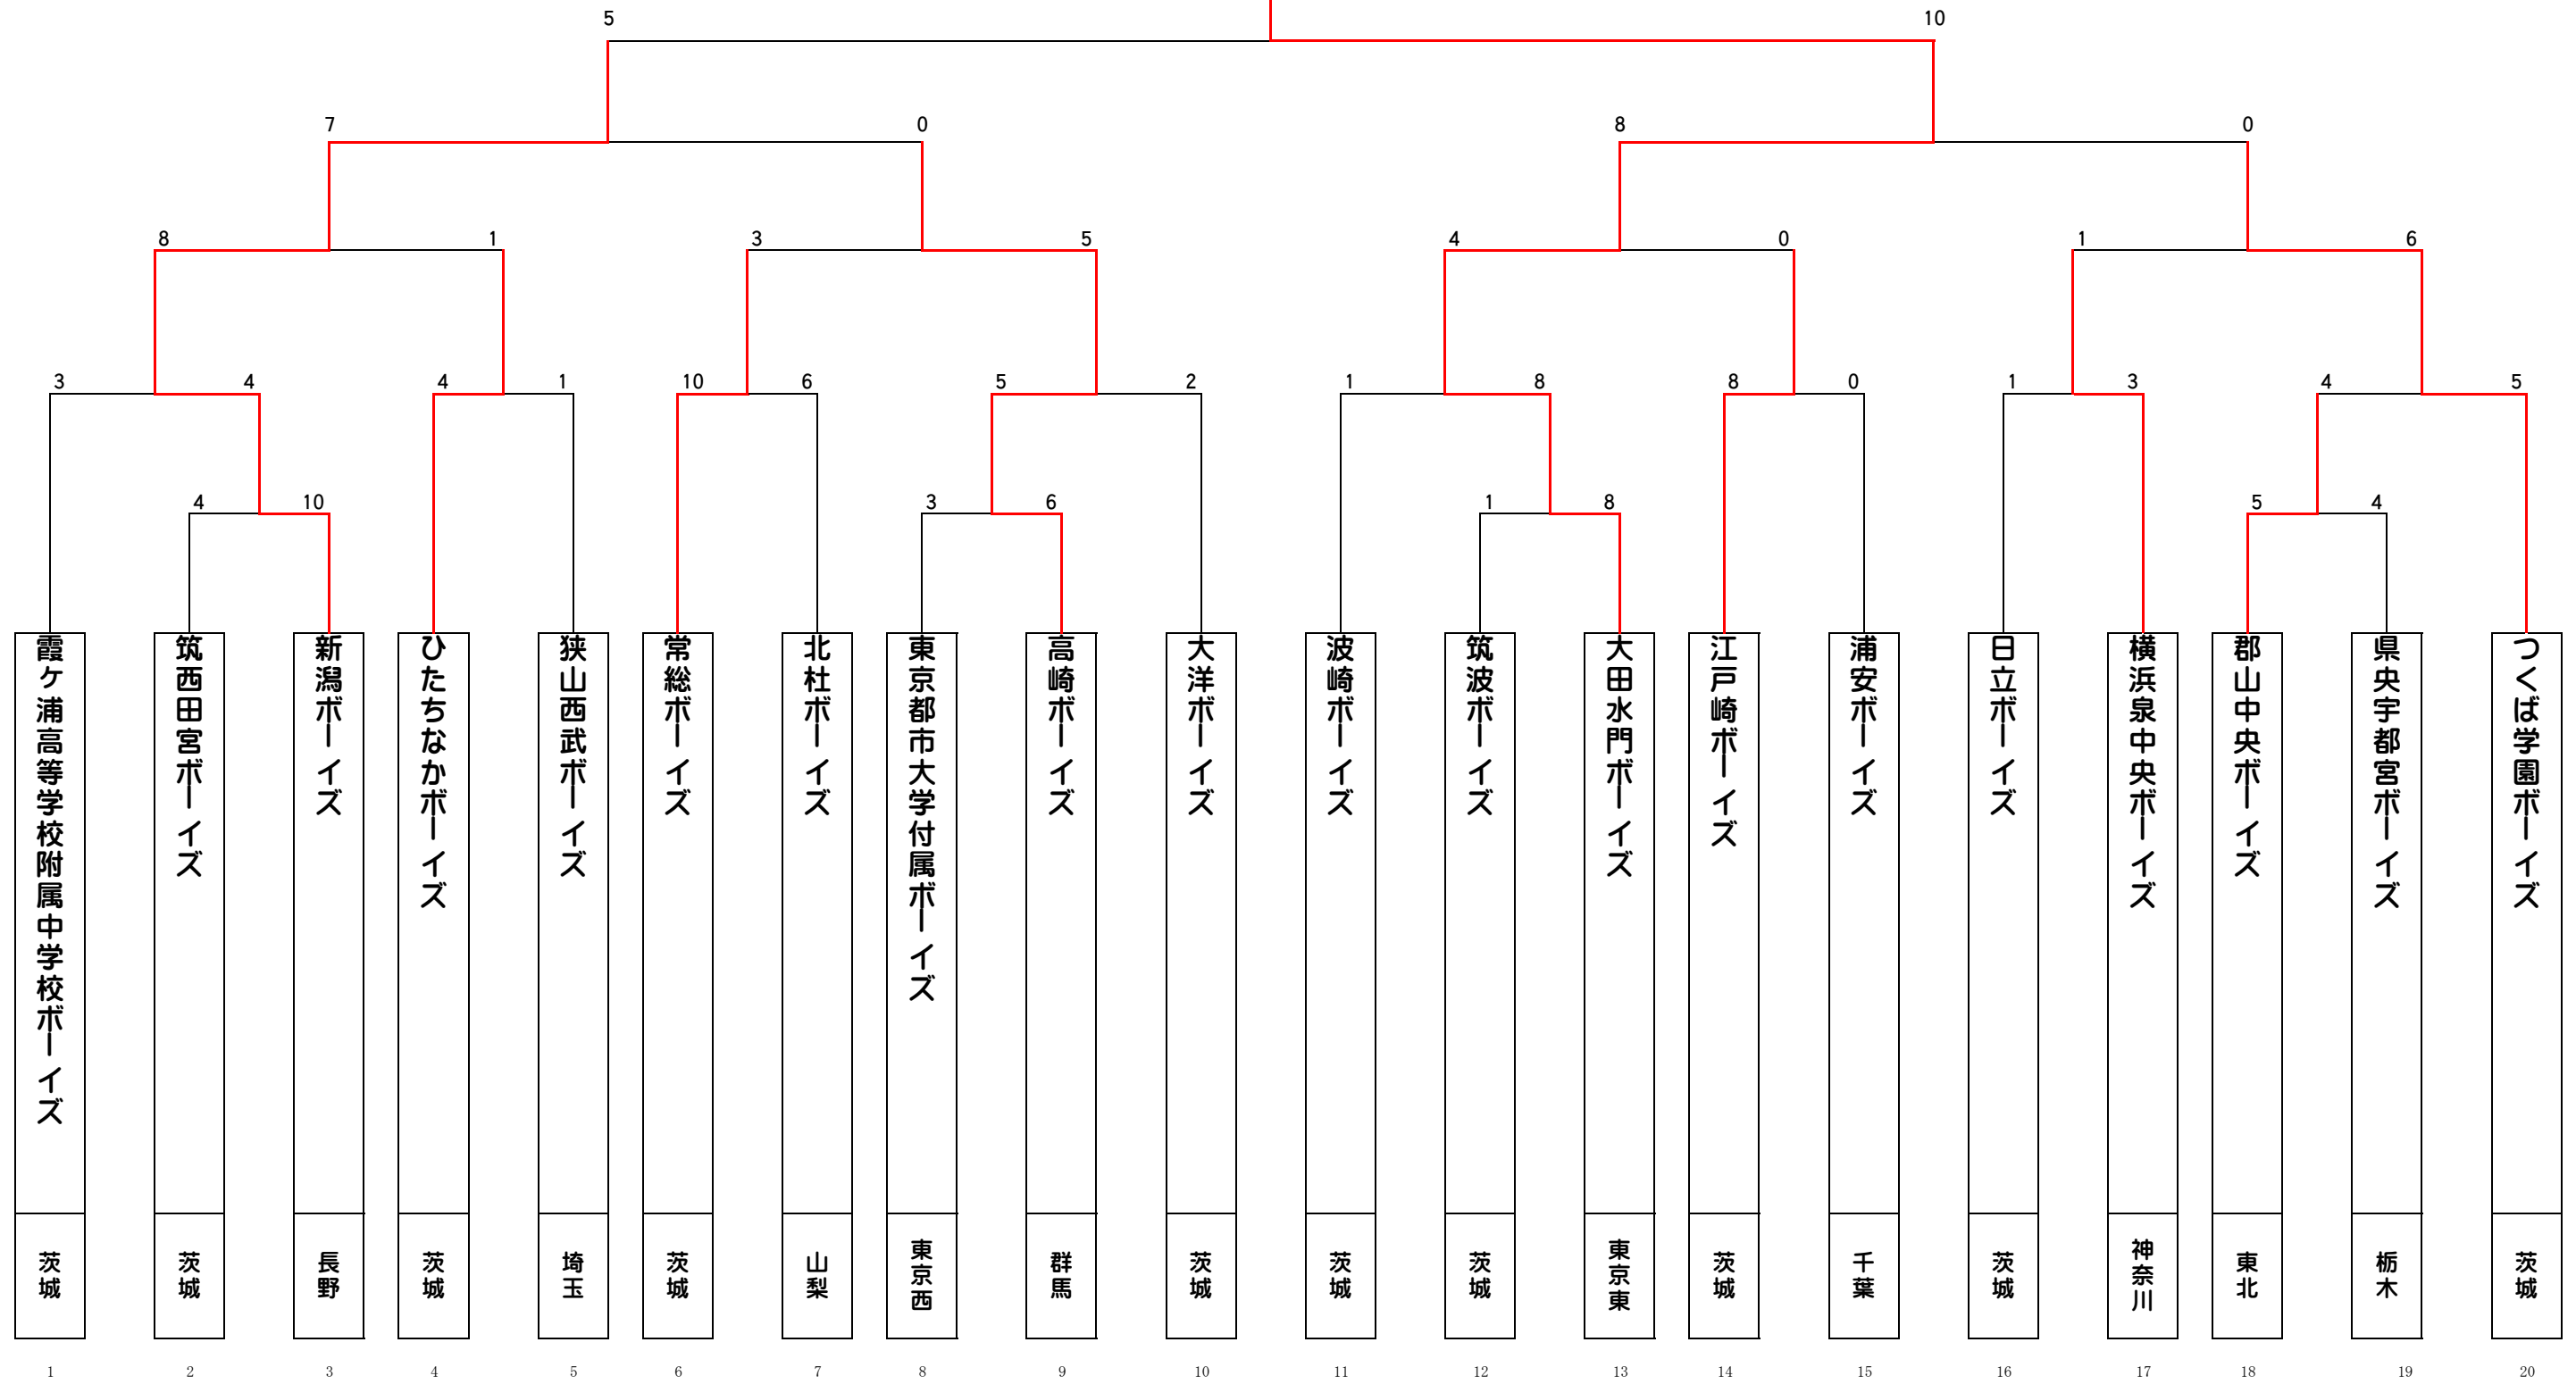 5 10
7 0 8 0
8 1 3 5 4 0 1 6
3 4 4 1 10 6 5 2 1 8 8 0 1 3 4 5
4 10 3 6 1 8 5 4
霞ヶ浦高等学校附属中学校ボーイズ
筑西田宮ボーイズ
新潟ボーイズ
ひたちなかボーイズ
狭山西武ボーイズ
常総ボーイズ
北杜ボーイズ
東京都市大学付属ボーイズ
高崎ボーイズ
大洋ボーイズ
波崎ボーイズ
筑波ボーイズ
大田水門ボーイズ
江戸崎ボーイズ
浦安ボーイズ
日立ボーイズ
横浜泉中央ボーイズ
郡山中央ボーイズ
県央宇都宮ボーイズ
つくば学園ボーイズ
茨城
茨城
長野
茨城
埼玉
茨城
山梨
東京西
群馬
茨城
茨城
茨城
東京東
茨城
千葉
茨城
神奈川
東北
栃木
茨城
1 2 3 4 5 6 7 8 9 10 11 12 13 14 15 16 17 18 19 20